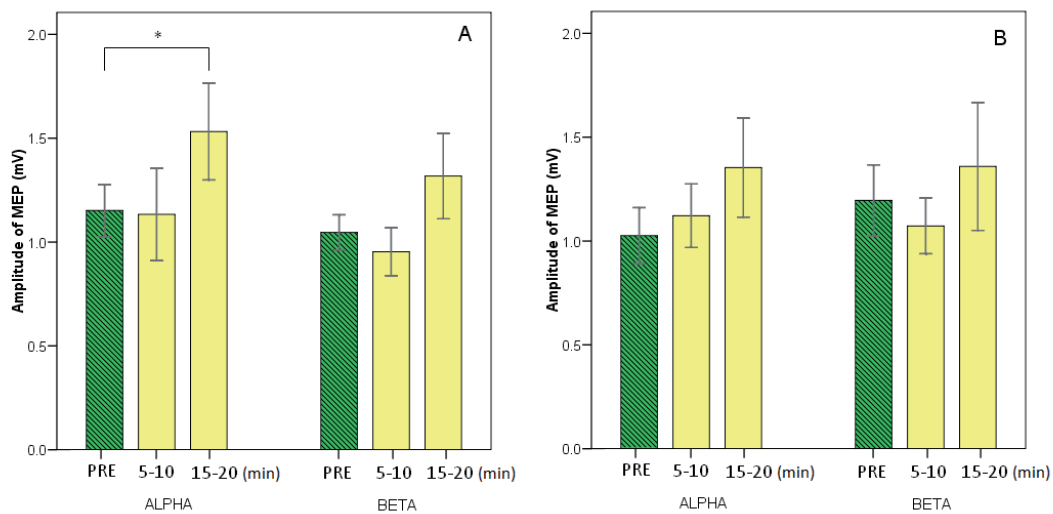 A
*
Amplitude of MEP (mV)
2.0
1.5
1.0
0.5
0.0
PRE 5-10 15-20 (min) PRE 5-10 15-20 (min)
ALPHA BETA
B
Amplitude of MEP (mV)
2.0
1.5
1.0
0.5
0.0
PRE 5-10 15-20 (min) PRE 5-10 15-20 (min)
ALPHA BETA